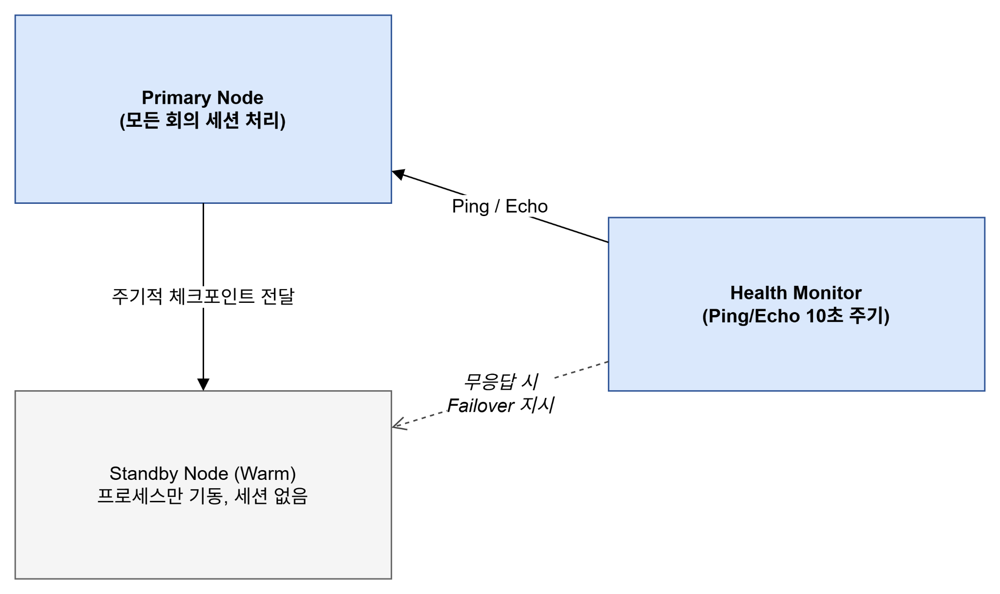 Primary Node
(모든 회의 세션 처리)
Ping / Echo
Health Monitor
(Ping/Echo 10초 주기)
주기적 체크포인트 전달
무응답 시
Failover 지시
Standby Node (Warm)
프로세스만 기동, 세션 없음